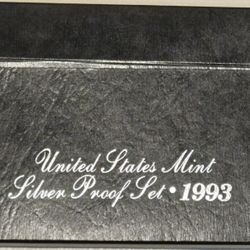 United States Mint
Silver Proof Set • 1993